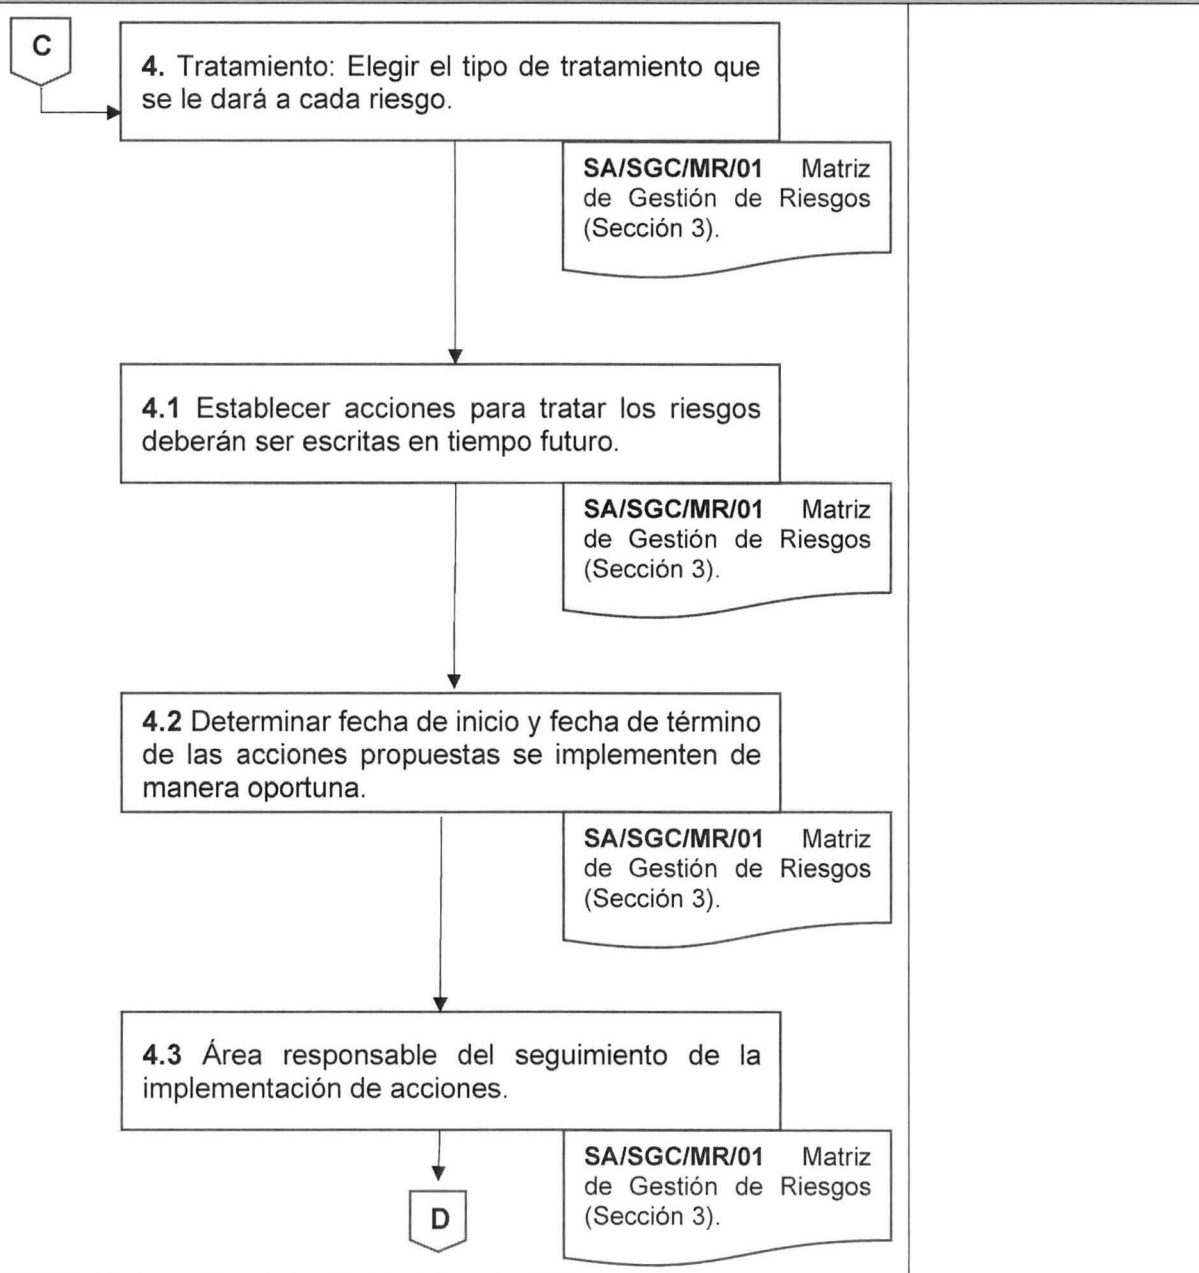 C
4. Tratamiento: Elegir el tipo de tratamiento que
se le dará a cada riesgo.
SA/SGC/MR/01 Matriz
de Gestión de Riesgos
(Sección 3).
4.1 Establecer acciones para tratar los riesgos
deberán ser escritas en tiempo futuro.
SA/SGC/MR/01 Matriz
de Gestión de Riesgos
(Sección 3).
4.2 Determinar fecha de inicio y fecha de término
de las acciones propuestas se implementen de
manera oportuna.
SA/SGC/MR/01 Matriz
de Gestión de Riesgos
(Sección 3).
4.3 Área responsable del seguimiento de la
implementación de acciones.
SA/SGC/MR/01 Matriz
de Gestión de Riesgos
(Sección 3).
D